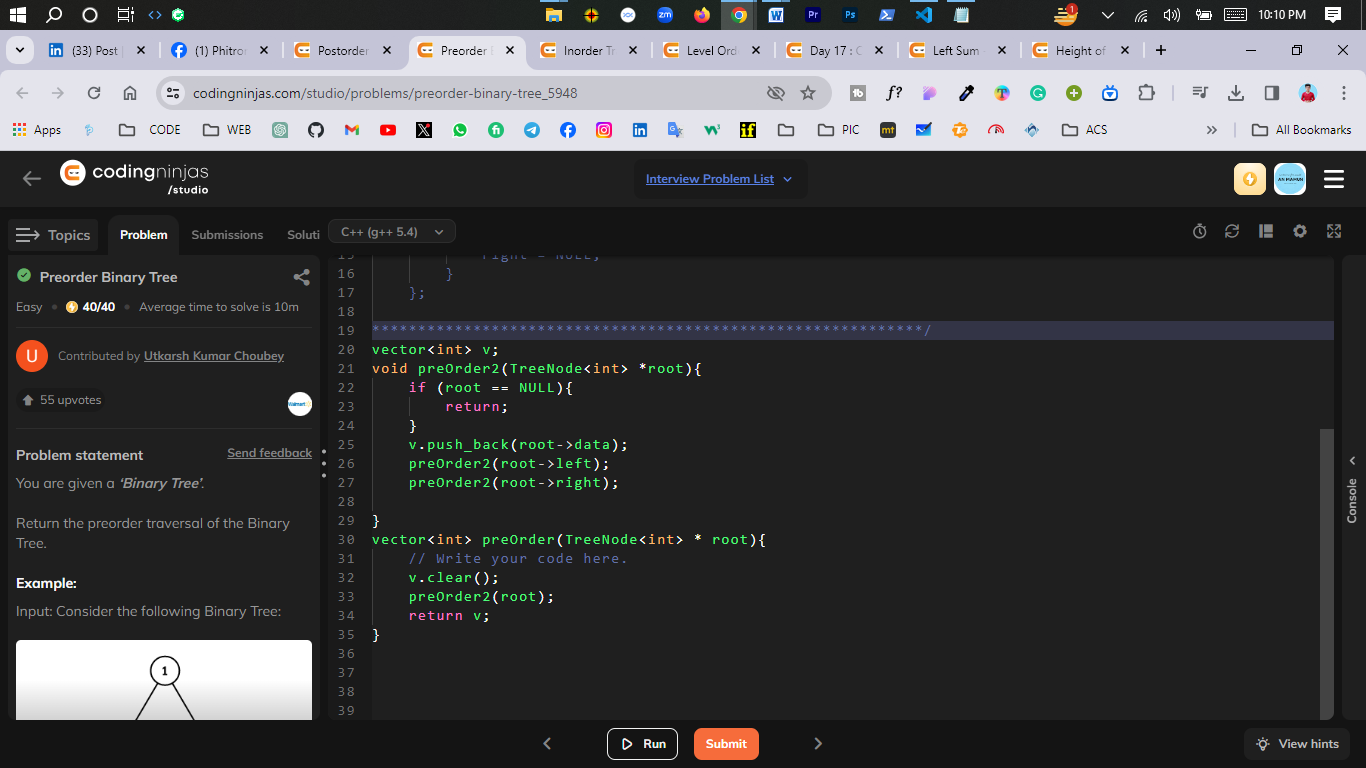 10:10 PM
1
(33) Post
(1) Phitron
Postorder
Preorder
Inorder Tr
Level Ord
Day 17 : C
Left Sum
Height of
codingninjas.com/studio/problems/preorder-binary-tree_5948
f?
Apps
CODE
WEB
PIC
mt
ACS
All Bookmarks
codingninjas
/studio
Interview Problem List
Topics
Problem
Submissions
Soluti
C++ (g++ 5.4)
Preorder Binary Tree
Easy • 40/40 • Average time to solve is 10m
U
Contributed by Utkarsh Kumar Choubey
55 upvotes
Walmart
Problem statement
Send feedback
You are given a ‘Binary Tree’.
Return the preorder traversal of the Binary
Tree.
Example:
Input: Consider the following Binary Tree:
1
15 right = NULL;
16 }
17 };
18
19 ************************************************************/
20 vector<int> v;
21 void preOrder2(TreeNode<int> *root){
22 if (root == NULL){
23 return;
24 }
25 v.push_back(root->data);
26 preOrder2(root->left);
27 preOrder2(root->right);
28
29 }
30 vector<int> preOrder(TreeNode<int> * root){
31 // Write your code here.
32 v.clear();
33 preOrder2(root);
34 return v;
35 }
36
37
38
39
Console
Run
Submit
View hints